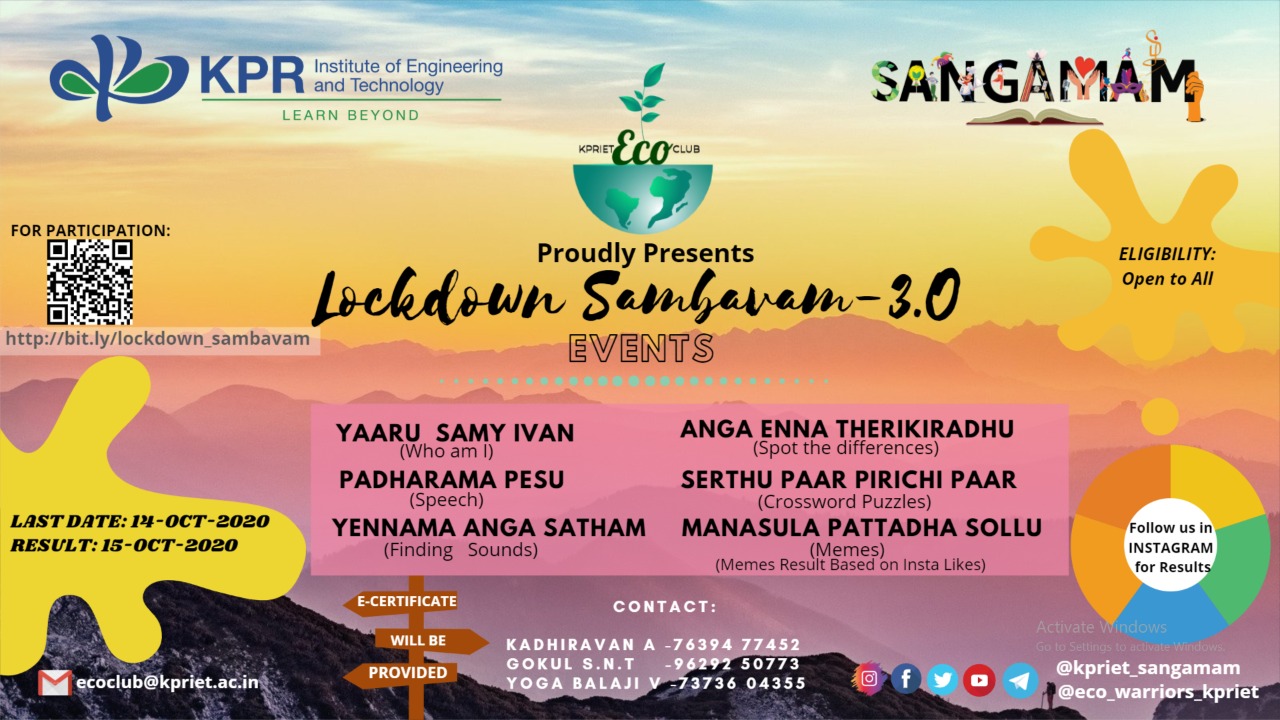 KPR Institute of Engineering
and Technology
LEARN BEYOND
SANGAMAM
KPRIET Eco CLUB
FOR PARTICIPATION:
http://bit.ly/lockdown_sambavam
Proudly Presents
Lockdown Sambavam-3.0
EVENTS
ELIGIBILITY:
Open to All
YAARU SAMY IVAN
(Who am I)
PADHARAMA PESU
(Speech)
YENNAMA ANGA SATHAM
(Finding Sounds)
ANGA ENNA THERIKIRADHU
(Spot the differences)
SERTHU PAAR PIRICHI PAAR
(Crossword Puzzles)
MANASULA PATTADHA SOLLU
(Memes)
(Memes Result Based on Insta Likes)
LAST DATE: 14-OCT-2020
RESULT: 15-OCT-2020
Follow us in
INSTAGRAM
for Results
E-CERTIFICATE
WILL BE
PROVIDED
CONTACT:
KADHIRAVAN A -76394 77452
GOKUL S.N.T -96292 50773
YOGA BALAJI V -73736 04355
Activate Windows
Go to Settings to activate Windows.
ecoclub@kpriet.ac.in
@kpriet_sangamam
@eco_warriors_kpriet